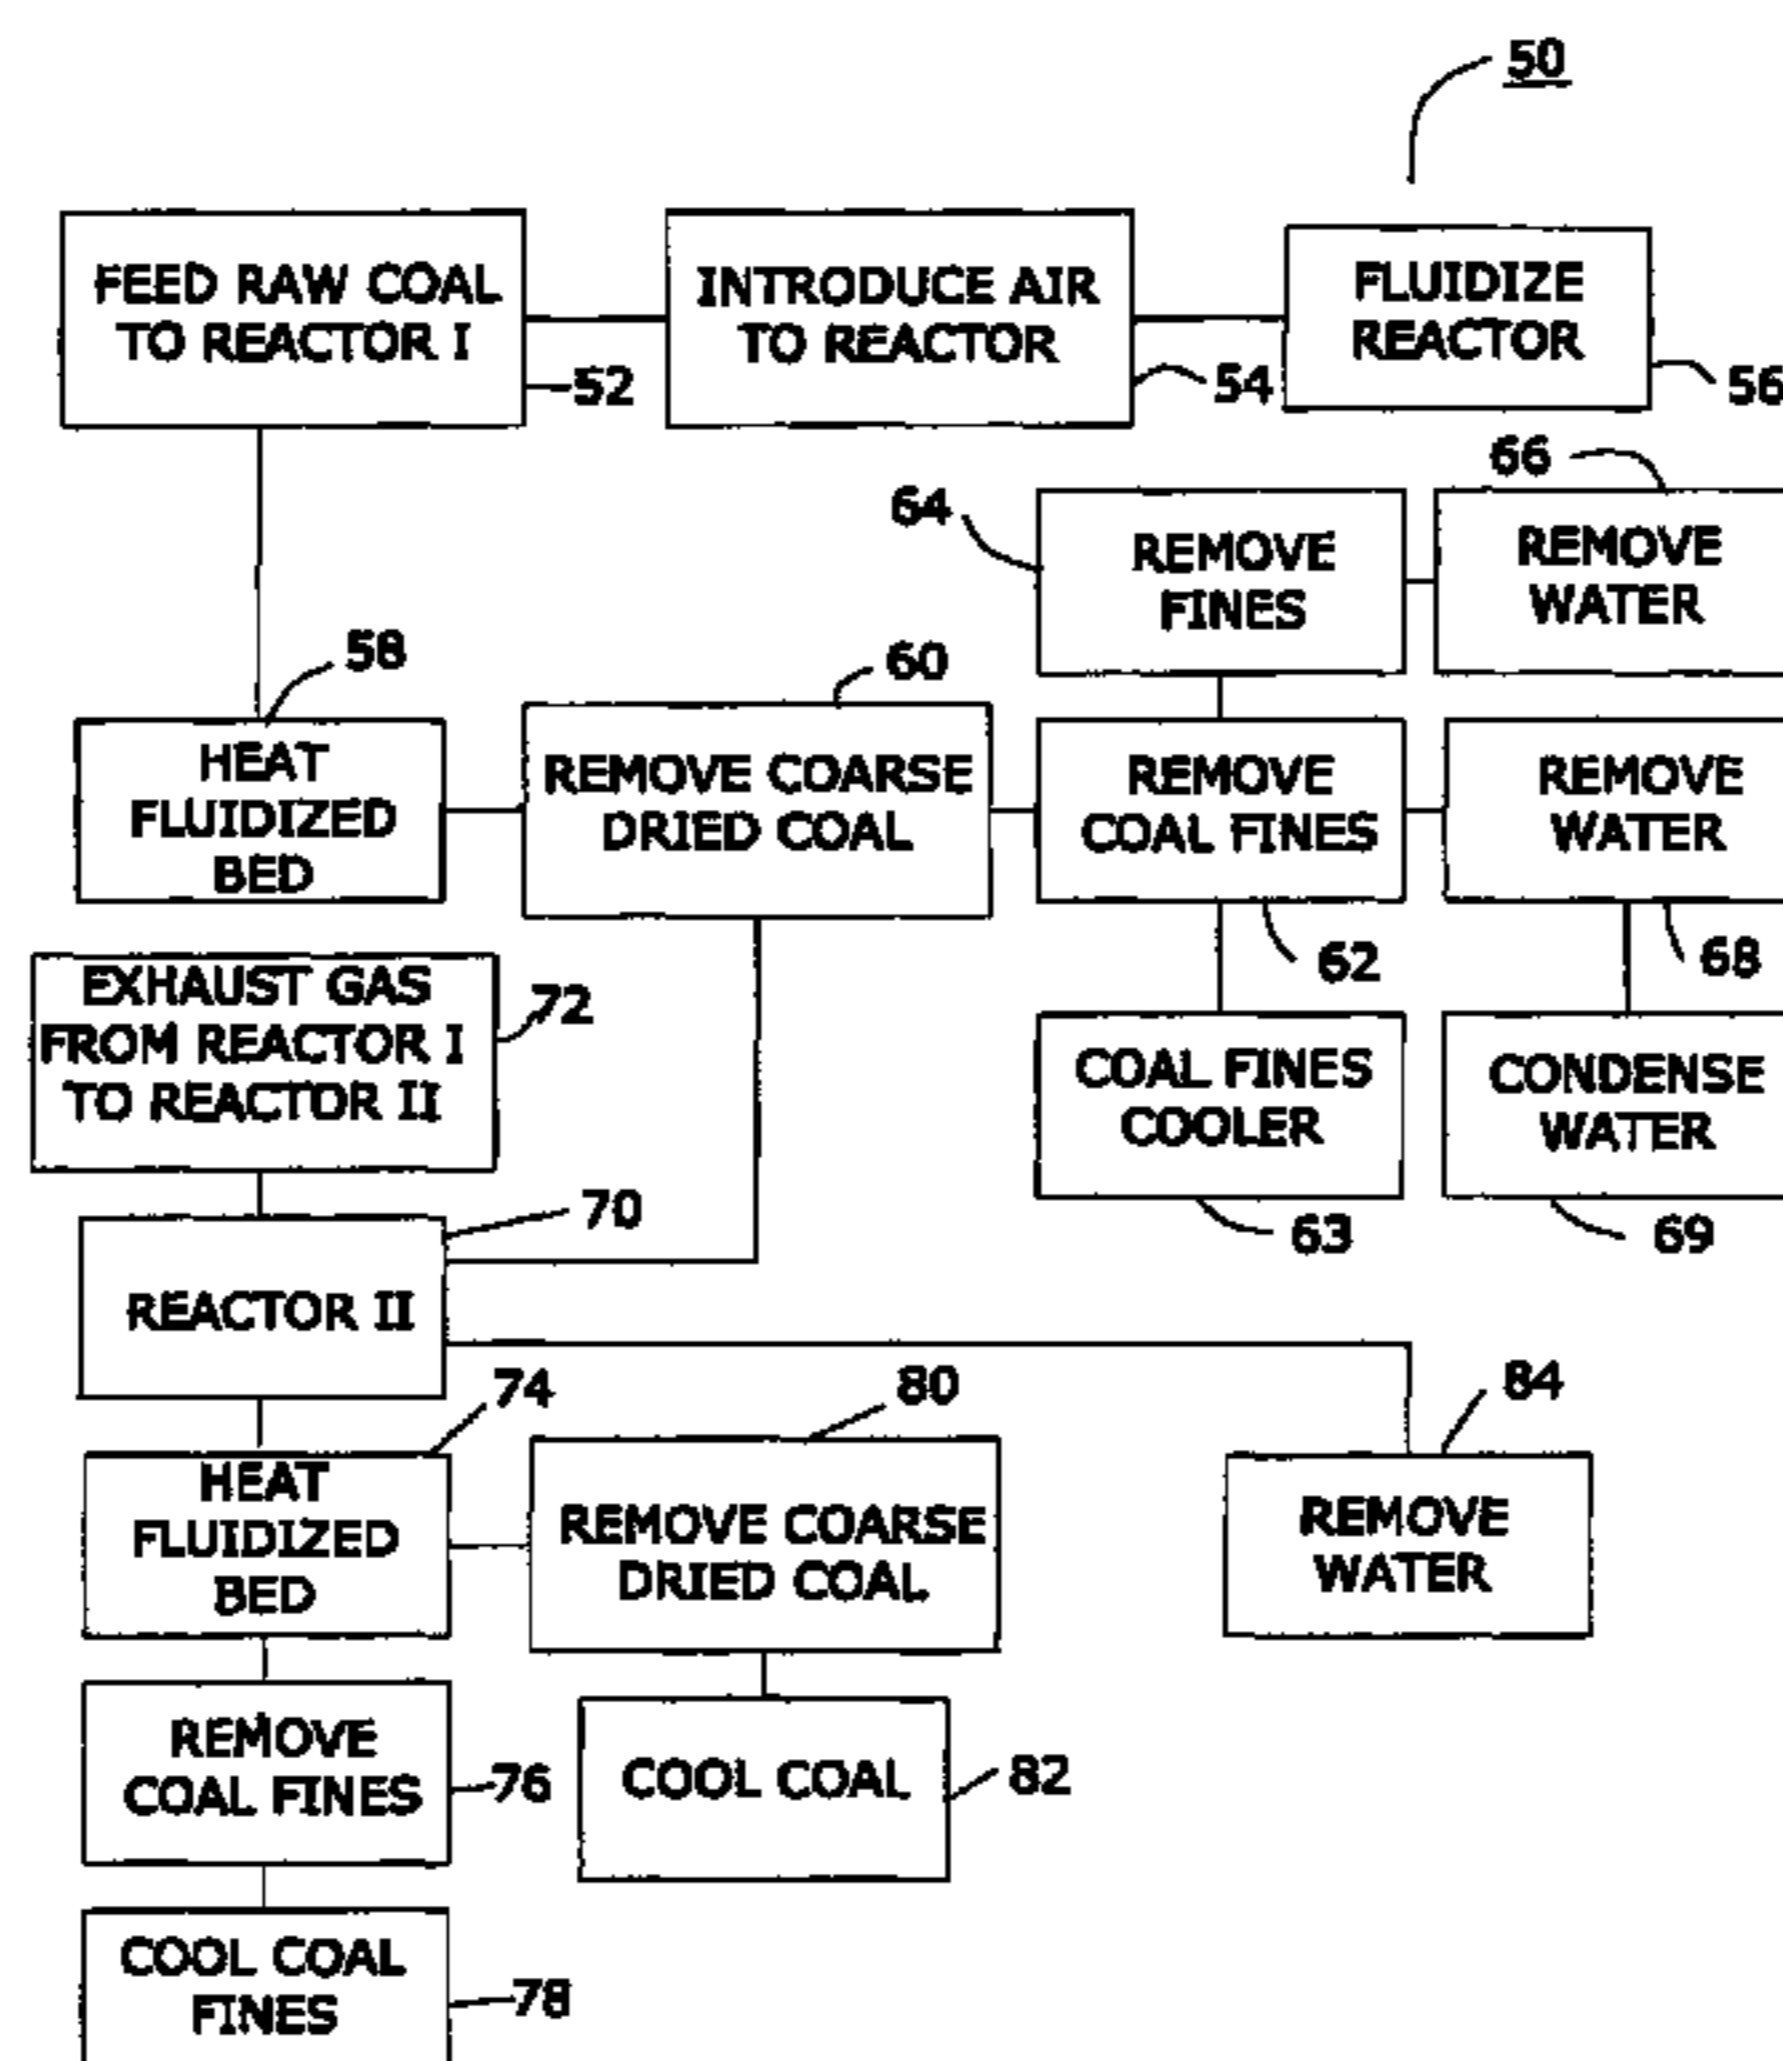 50
FEED RAW COAL
TO REACTOR I
52
INTRODUCE AIR
TO REACTOR
54
FLUIDIZE
REACTOR
56
64
REMOVE
FINES
66
REMOVE
WATER
58
HEAT
FLUIDIZED
BED
60
REMOVE COARSE
DRIED COAL
REMOVE
COAL FINES
62
REMOVE
WATER
68
EXHAUST GAS
FROM REACTOR I
TO REACTOR II
72
COAL FINES
COOLER
63
CONDENSE
WATER
69
70
REACTOR II
74
HEAT
FLUIDIZED
BED
80
REMOVE COARSE
DRIED COAL
84
REMOVE
WATER
REMOVE
COAL FINES
76
COOL COAL
82
COOL COAL
FINES
78